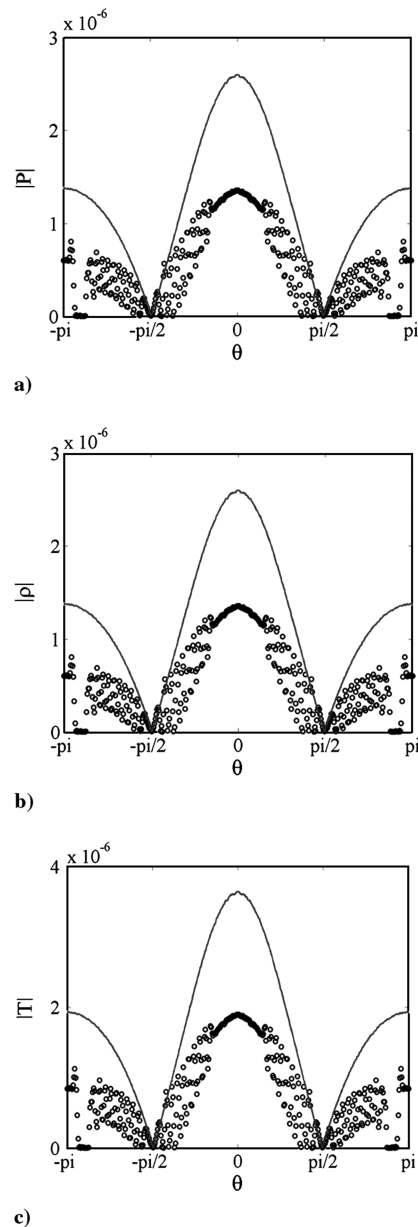 x 10-6
3
2
1
0
|P|
-pi -pi/2 0 pi/2 pi
θ
a)
x 10-6
3
2
1
0
|ρ|
-pi -pi/2 0 pi/2 pi
θ
b)
x 10-6
4
2
0
|T|
-pi -pi/2 0 pi/2 pi
θ
c)